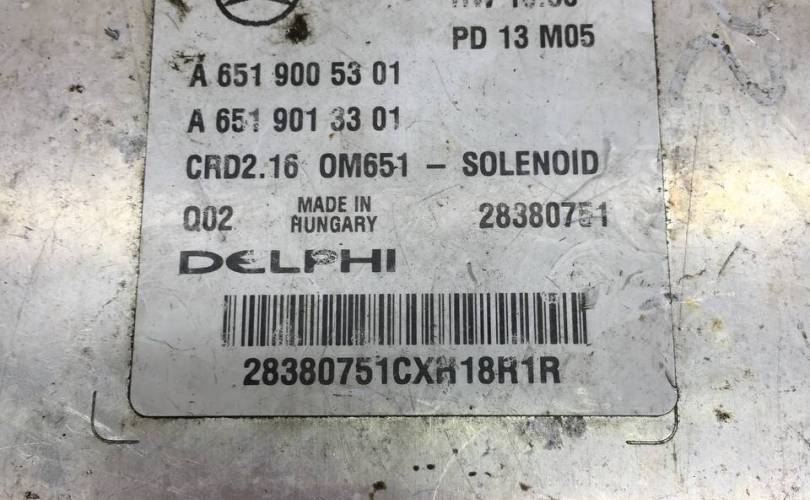 PD 13 M05
A 651 900 53 01
A 651 901 33 01
CRD2.16 OM651 – SOLENOID
Q02 MADE IN HUNGARY 28380751
DELPHI
28380751CXH18R1R